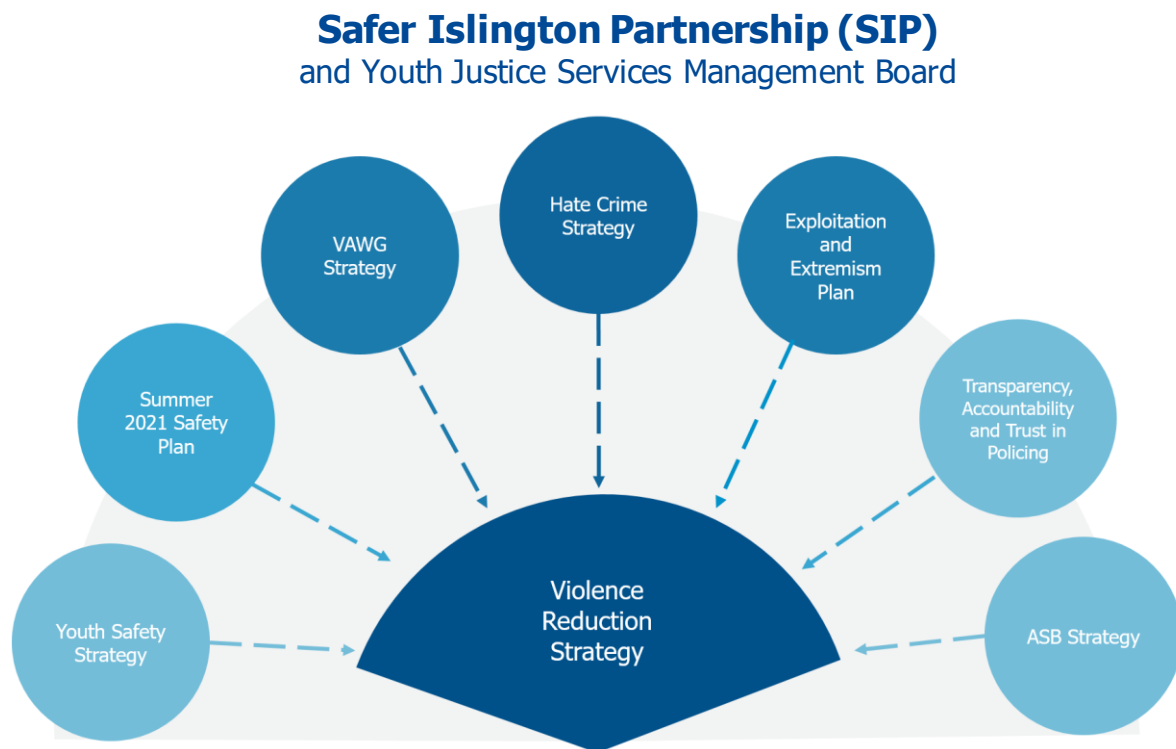 Safer Islington Partnership (SIP)
and Youth Justice Services Management Board
Hate Crime
Strategy
VAWG
Strategy
Exploitation
and
Extremism
Plan
Summer
2021 Safety
Plan
Transparency,
Accountability
and Trust in
Policing
Youth Safety
Strategy
Violence
Reduction
Strategy
ASB Strategy